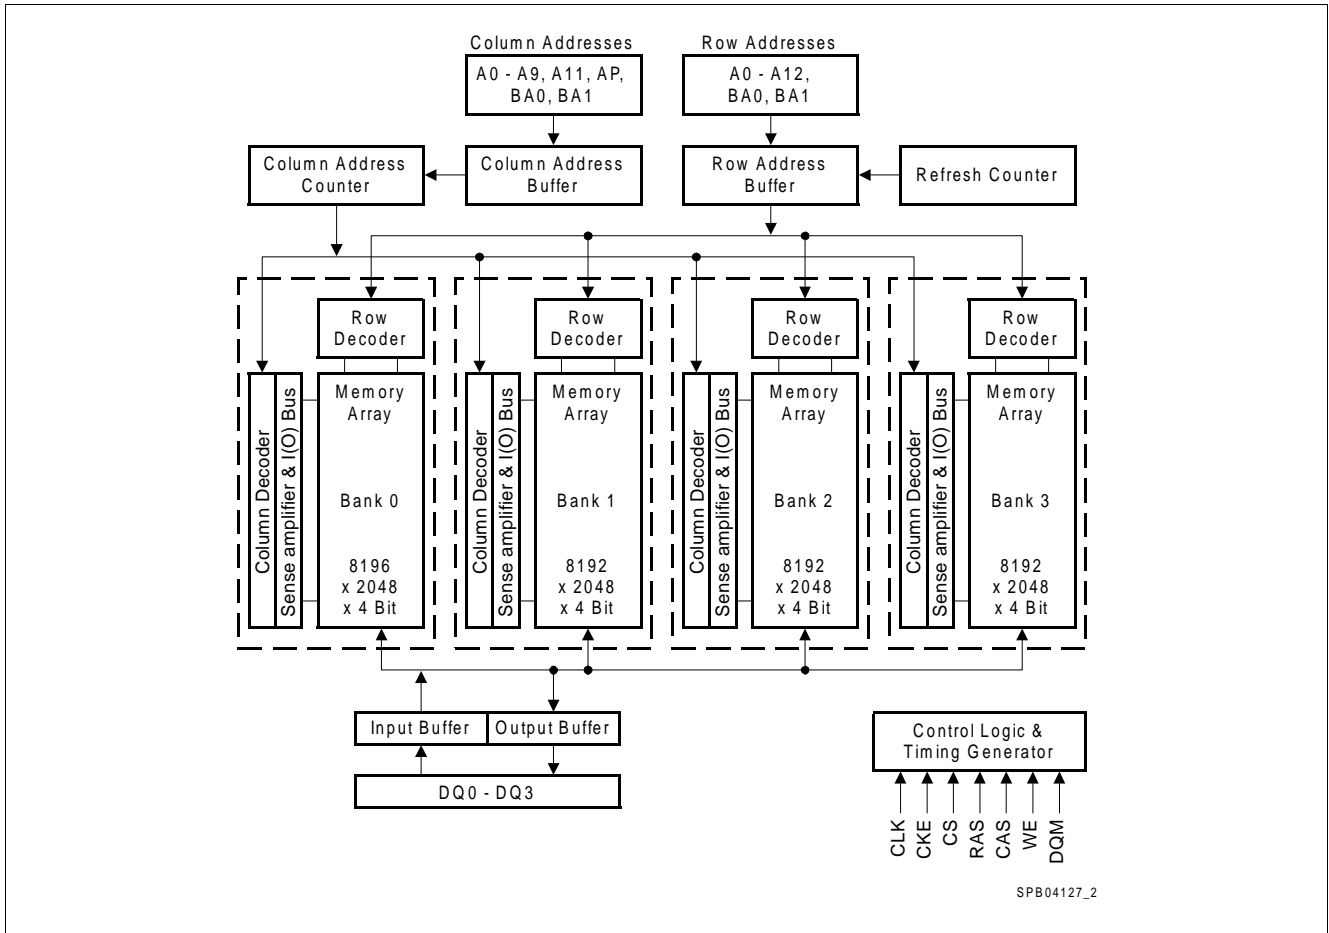 Column Addresses
Row Addresses
A0 - A9, A11, AP,
BA0, BA1
A0 - A12,
BA0, BA1
Column Address
Counter
Column Address
Buffer
Row Address
Buffer
Refresh Counter
Row
Decoder
Row
Decoder
Row
Decoder
Row
Decoder
Column Decoder
Sense amplifier & I(O) Bus
Memory
Array
Bank 0
8196
x 2048
x 4 Bit
Column Decoder
Sense amplifier & I(O) Bus
Memory
Array
Bank 1
8192
x 2048
x 4 Bit
Column Decoder
Sense amplifier & I(O) Bus
Memory
Array
Bank 2
8192
x 2048
x 4 Bit
Column Decoder
Sense amplifier & I(O) Bus
Memory
Array
Bank 3
8192
x 2048
x 4 Bit
Input Buffer
Output Buffer
DQ0 - DQ3
Control Logic &
Timing Generator
CLK
CKE
CS
RAS
CAS
WE
DQM
SPB04127_2